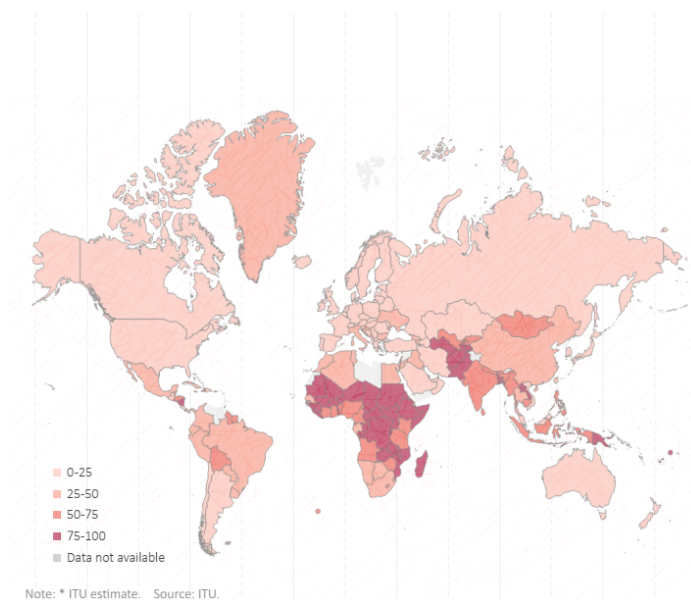 0-25
25-50
50-75
75-100
Data not available
Note: * ITU estimate. Source: ITU.